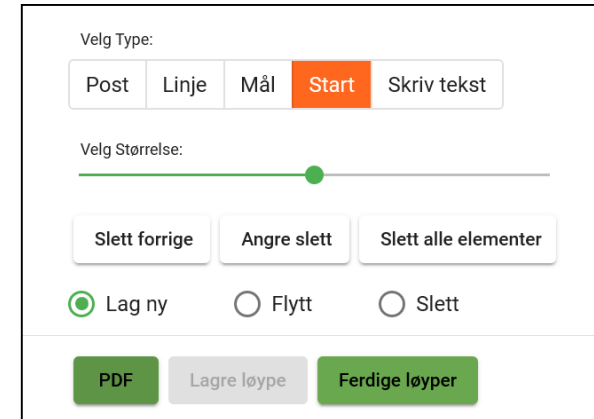 Velg Type:
Post Linje Mål Start Skriv tekst
Velg Størrelse:
Slett forrige Angre slett Slett alle elementer
Lag ny Flytt Slett
PDF Lagre løype Ferdige løyper